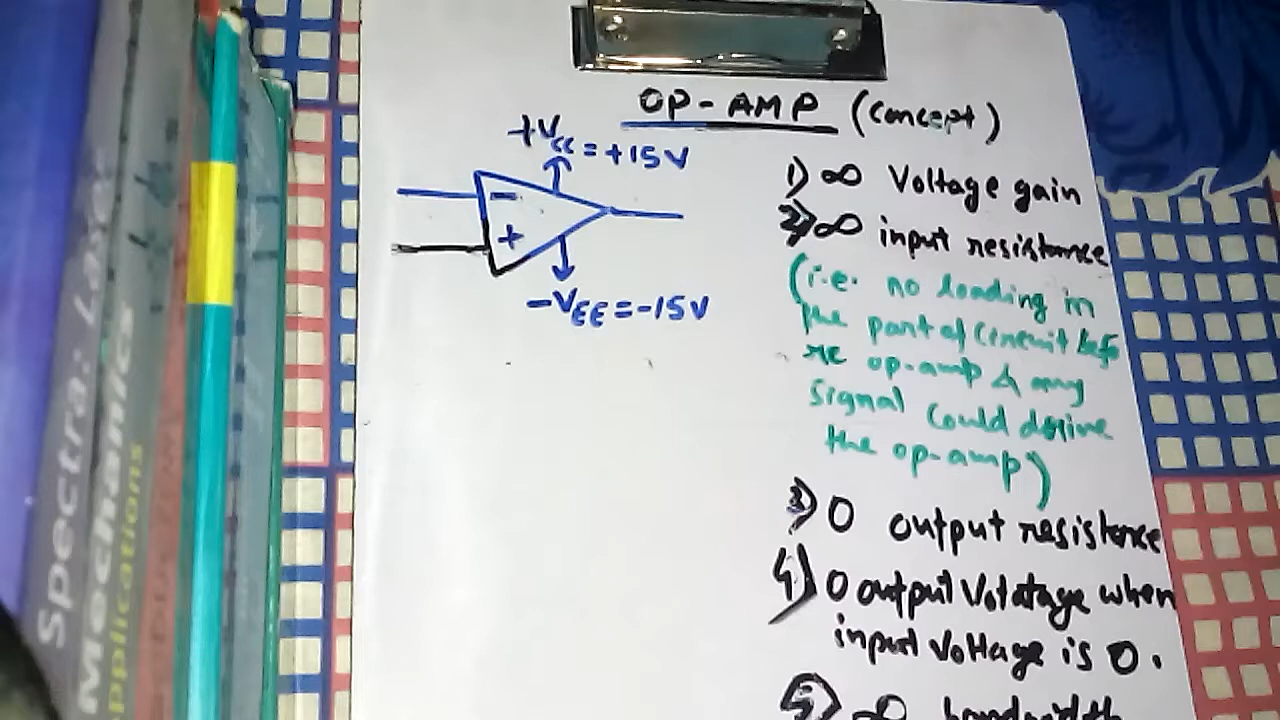 OP-AMP (Concept)
+Vcc = +15V
-
+
-VEE = -15V
1) ∞ Voltage gain
2) ∞ input resistance
(i.e. no loading in
the part of circuit
op-amp & any
signal could drive
the op-amp)
3) 0 output resistance
4) 0 output Votatage when
input Voltage is 0.
5) ∞ bandwidth
Spectra: Laser
Mechanics
Applications